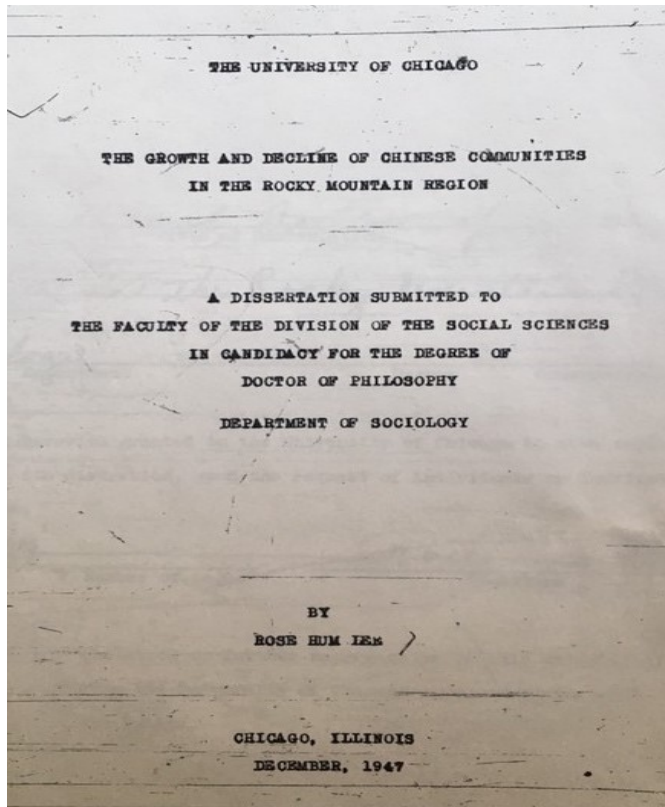 THE UNIVERSITY OF CHICAGO
THE GROWTH AND DECLINE OF CHINESE COMMUNITIES
IN THE ROCKY MOUNTAIN REGION
A DISSERTATION SUBMITTED TO
THE FACULTY OF THE DIVISION OF THE SOCIAL SCIENCES
IN CANDIDACY FOR THE DEGREE OF
DOCTOR OF PHILOSOPHY
DEPARTMENT OF SOCIOLOGY
BY
ROSE HUM LEE
CHICAGO, ILLINOIS
DECEMBER, 1947